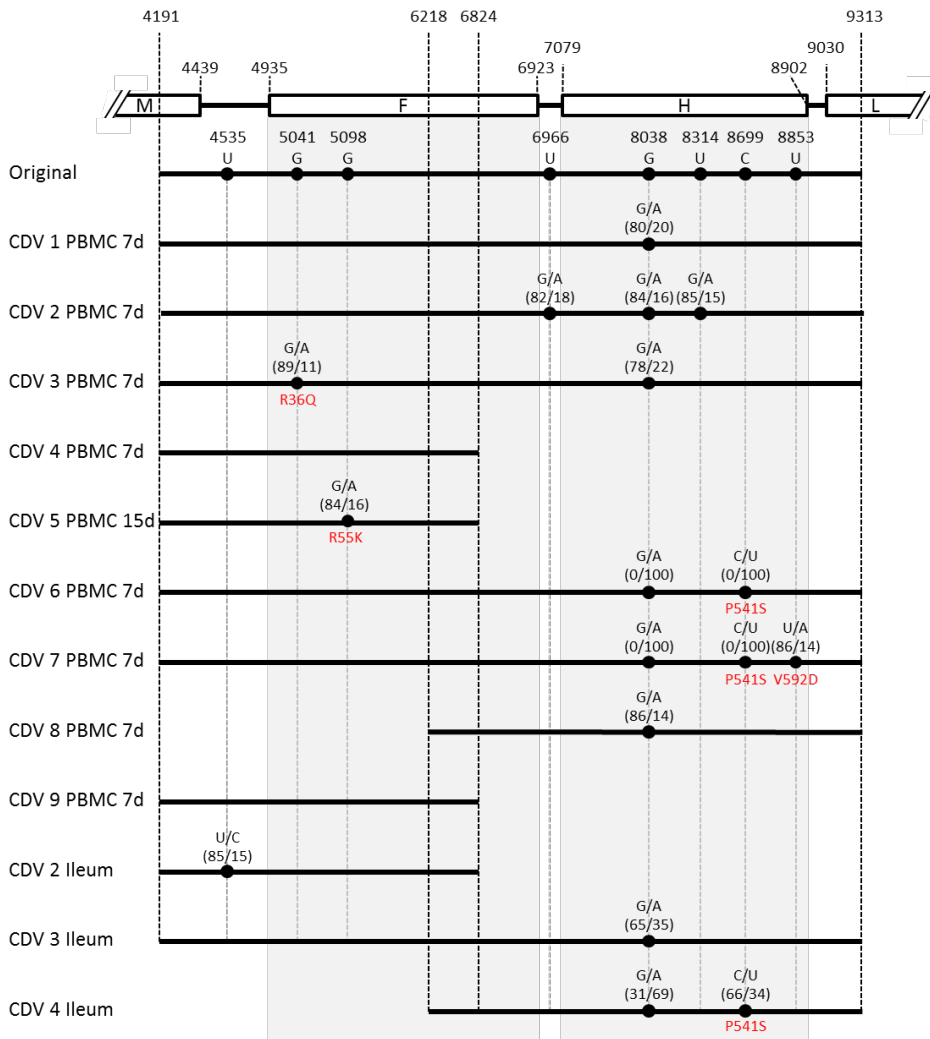 4191 6218 6824 9313
7079 9030
4439 4935 6923 8902
M F H L
4535 5041 5098 6966 8038 8314 8699 8853
U G G U G U C U
Original
G/A
(80/20)
CDV 1 PBMC 7d
G/A G/A G/A
(82/18) (84/16) (85/15)
CDV 2 PBMC 7d
G/A G/A
(89/11) (78/22)
CDV 3 PBMC 7d
R36Q
CDV 4 PBMC 7d
G/A
(84/16)
CDV 5 PBMC 15d
R55K
G/A C/U
(0/100) (0/100)
CDV 6 PBMC 7d
P541S
G/A C/U U/A
(0/100) (0/100) (86/14)
CDV 7 PBMC 7d
P541S V592D
G/A
(86/14)
CDV 8 PBMC 7d
CDV 9 PBMC 7d
U/C
(85/15)
CDV 2 Ileum
G/A
(65/35)
CDV 3 Ileum
G/A C/U
(31/69) (66/34)
CDV 4 Ileum
P541S